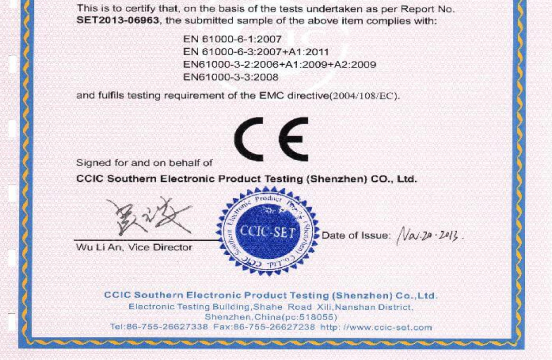 This is to certify that, on the basis of the tests undertaken as per Report No.
SET2013-06963, the submitted sample of the above item complies with:
EN 61000-6-1:2007
EN 61000-6-3:2007+A1:2011
EN61000-3-2:2006+A1:2009+A2:2009
EN61000-3-3:2008
and fulfils testing requirement of the EMC directive(2004/108/EC).
CE
Signed for and on behalf of
CCIC Southern Electronic Product Testing (Shenzhen) CO., Ltd.
CCIC-SET
Date of Issue: Nov. 20 - 2013
Wu Li An, Vice Director
CCIC Southern Electronic Product Testing (Shenzhen) Co.,Ltd.
Electronic Testing Building,Shahe Road Xili,Nanshan District,
Shenzhen,China(pc:518055)
Tel:86-755-26627338 Fax:86-755-26627238 http: //www.ccic-set.com